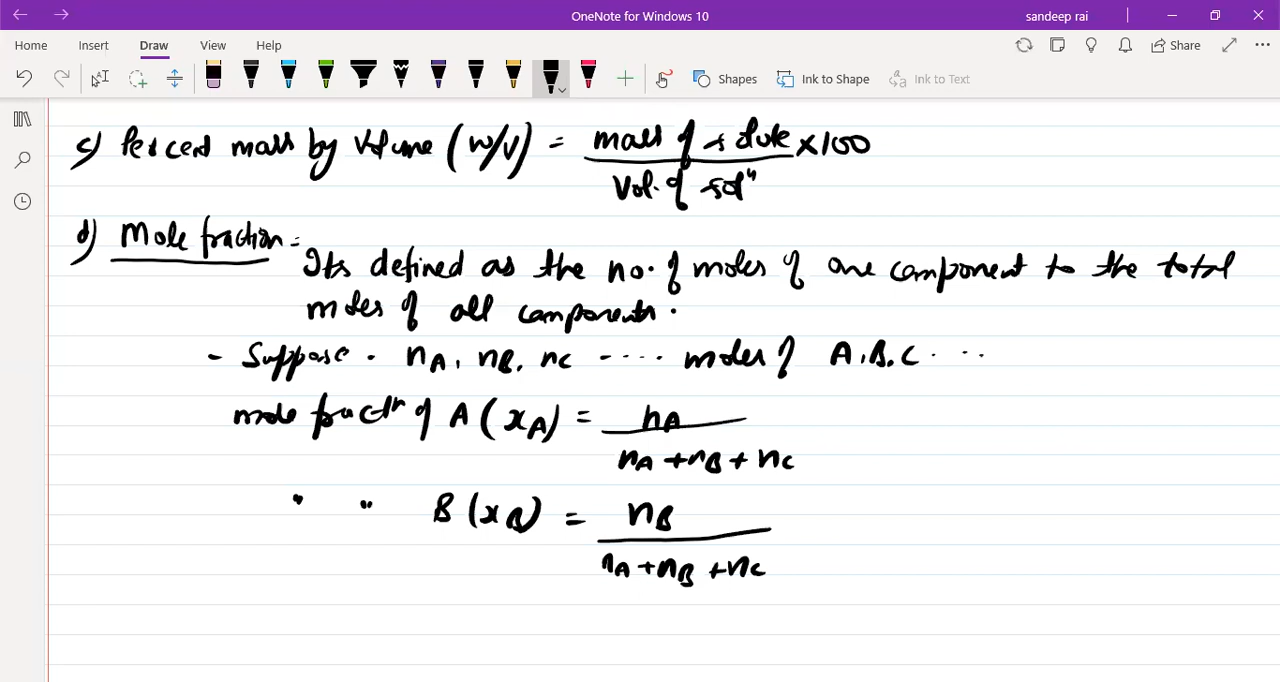 OneNote for Windows 10
sandeep rai
Home Insert Draw View Help
Share
Shapes Ink to Shape Ink to Text
c) Percent mass by Volume (W/V) = mass of solute ×100
Vol. of solⁿ
d) Mole fraction =
Its defined as the no. of moles of one component to the total
moles of all components.
- Suppose . nA, nB, nC ---- moles of A.B.C. ...
mole fractⁿ of A (xA) = nA
nA + nB + nC
" " B (xB) = nB
nA + nB + nC